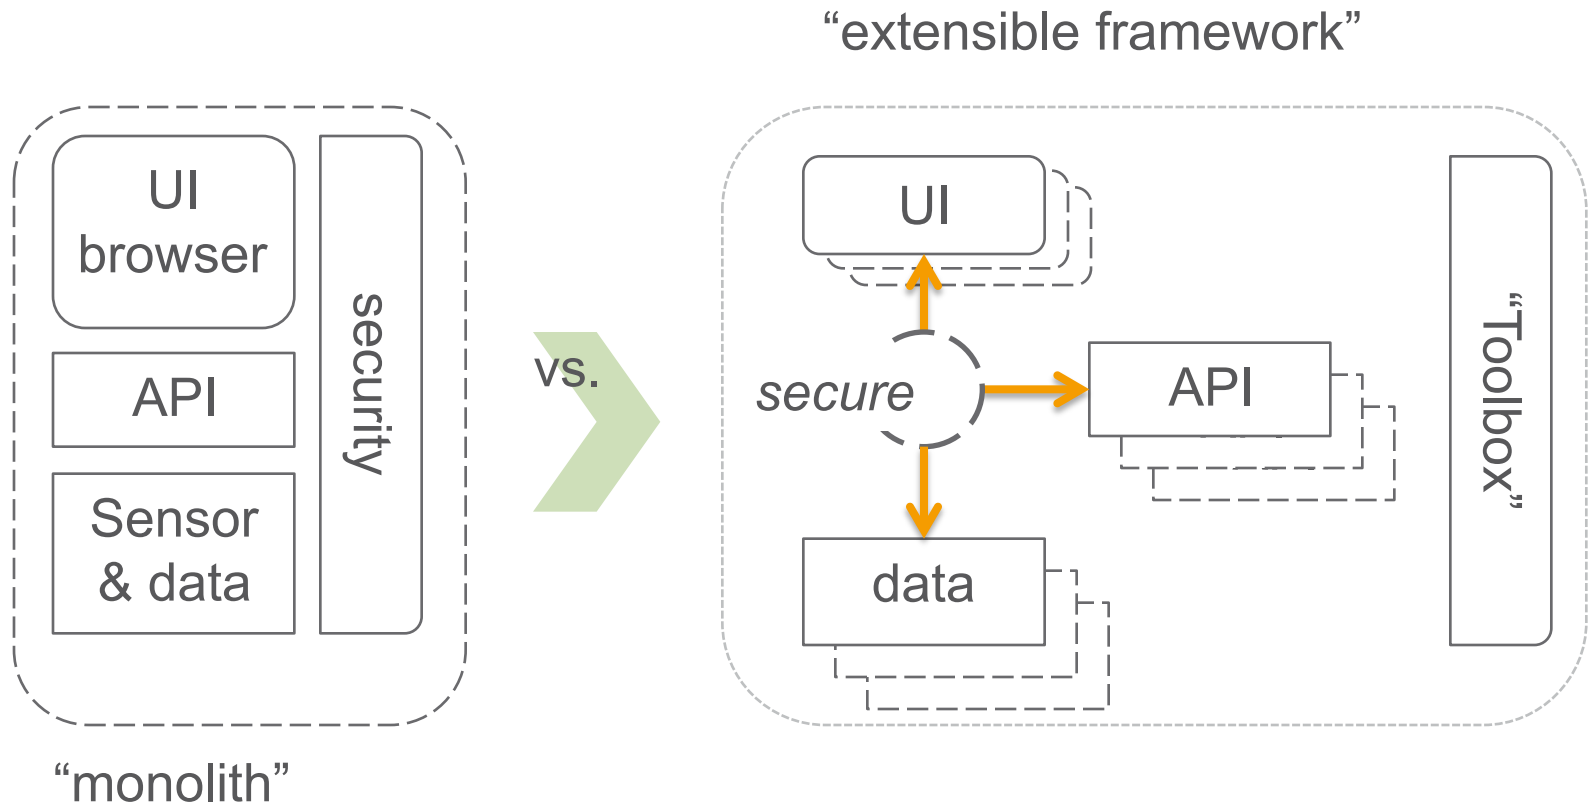 “extensible framework”
UI
browser
API
Sensor
& data
security
“monolith”
vs.
UI
secure
API
data
“Toolbox”